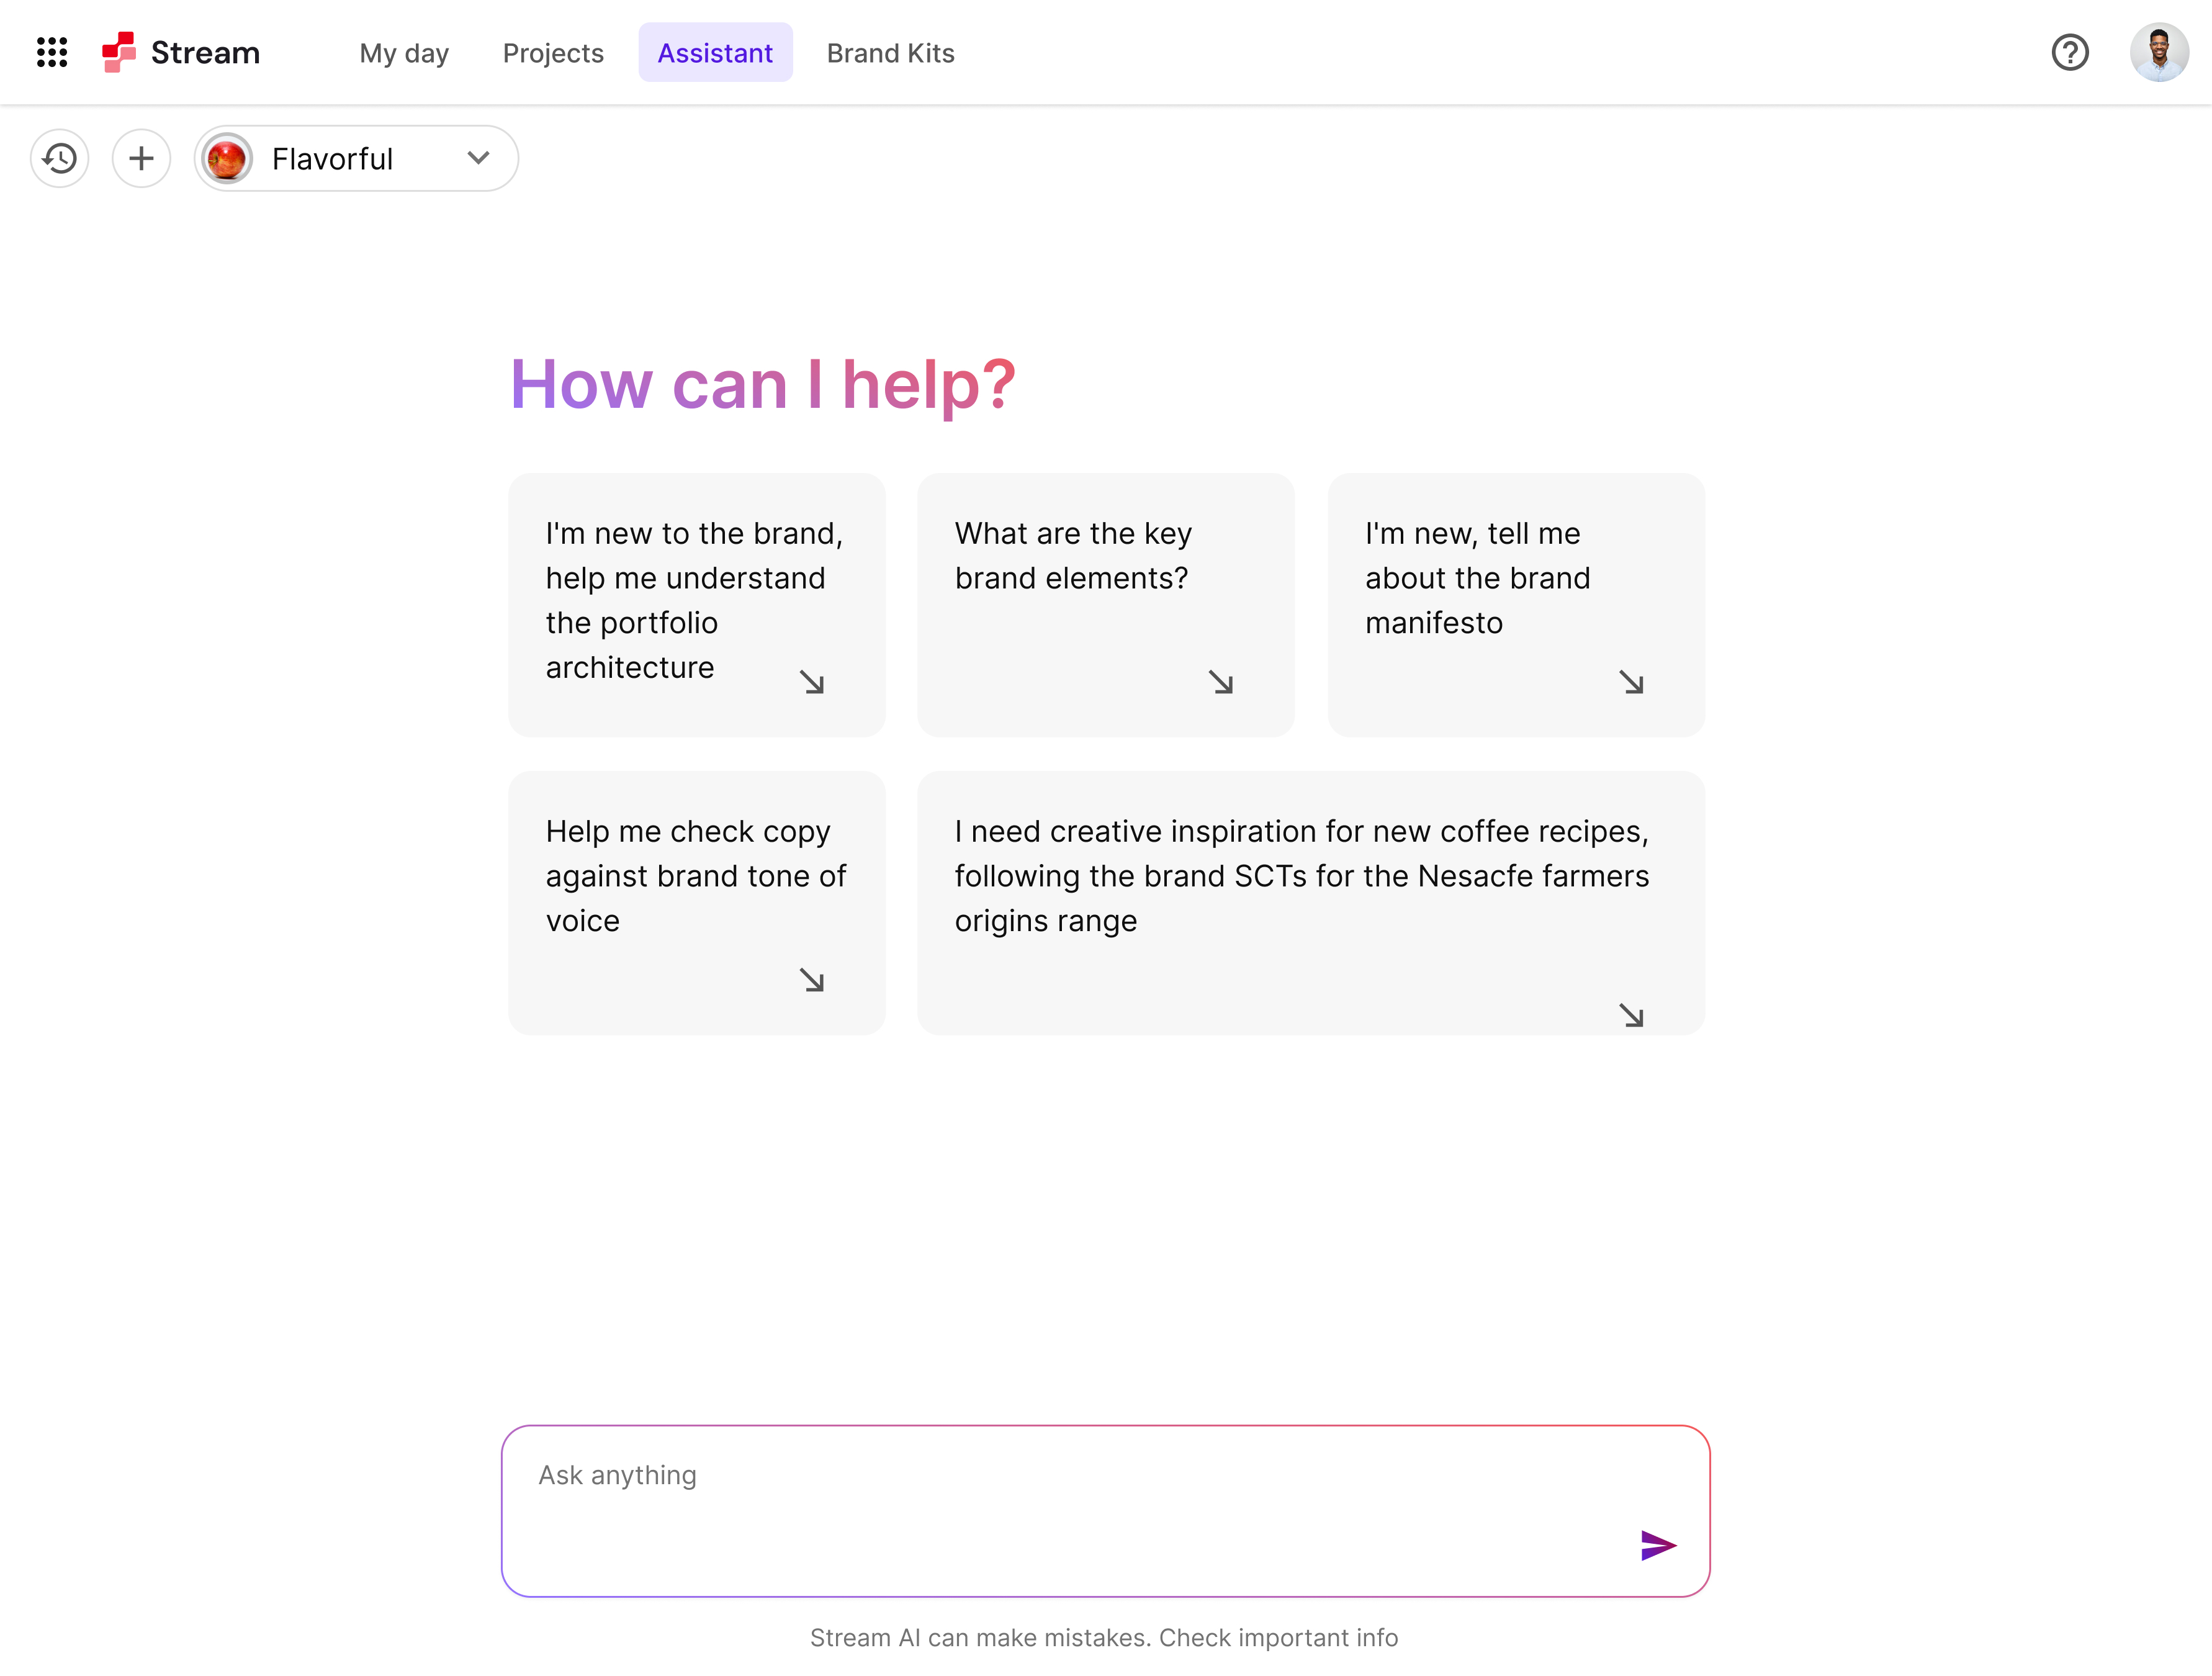 Stream
My day
Projects
Assistant
Brand Kits
Flavorful
How can I help?
I'm new to the brand,
help me understand
the portfolio
architecture
What are the key
brand elements?
I'm new, tell me
about the brand
manifesto
Help me check copy
against brand tone of
voice
I need creative inspiration for new coffee recipes,
following the brand SCTs for the Nesacfe farmers
origins range
Ask anything
Stream AI can make mistakes. Check important info